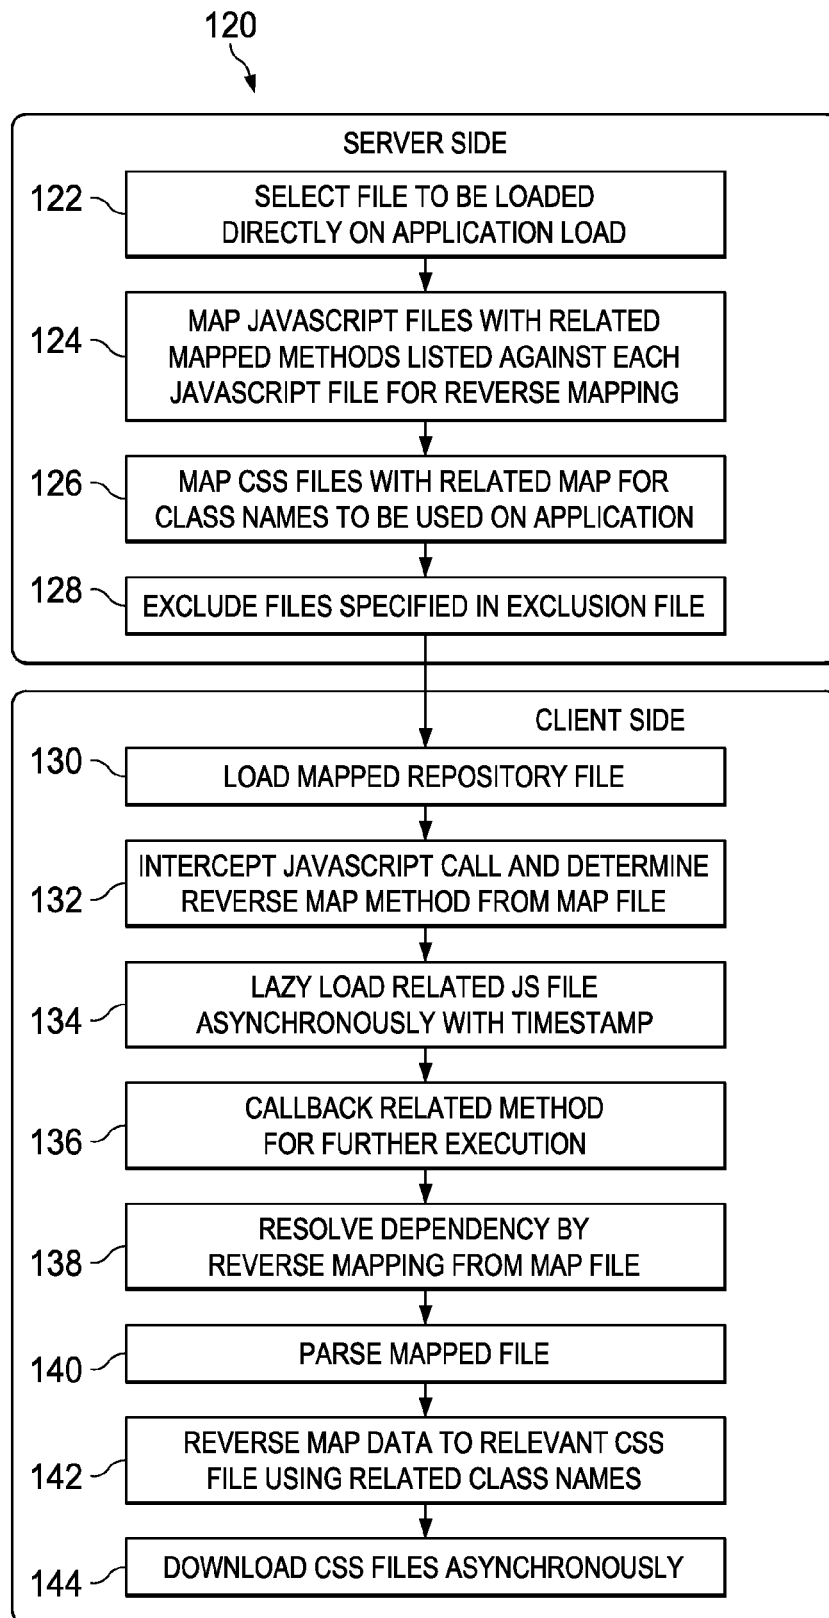 120
SERVER SIDE
122
SELECT FILE TO BE LOADED
DIRECTLY ON APPLICATION LOAD
124
MAP JAVASCRIPT FILES WITH RELATED
MAPPED METHODS LISTED AGAINST EACH
JAVASCRIPT FILE FOR REVERSE MAPPING
126
MAP CSS FILES WITH RELATED MAP FOR
CLASS NAMES TO BE USED ON APPLICATION
128
EXCLUDE FILES SPECIFIED IN EXCLUSION FILE
CLIENT SIDE
130
LOAD MAPPED REPOSITORY FILE
132
INTERCEPT JAVASCRIPT CALL AND DETERMINE
REVERSE MAP METHOD FROM MAP FILE
134
LAZY LOAD RELATED JS FILE
ASYNCHRONOUSLY WITH TIMESTAMP
136
CALLBACK RELATED METHOD
FOR FURTHER EXECUTION
138
RESOLVE DEPENDENCY BY
REVERSE MAPPING FROM MAP FILE
140
PARSE MAPPED FILE
142
REVERSE MAP DATA TO RELEVANT CSS
FILE USING RELATED CLASS NAMES
144
DOWNLOAD CSS FILES ASYNCHRONOUSLY